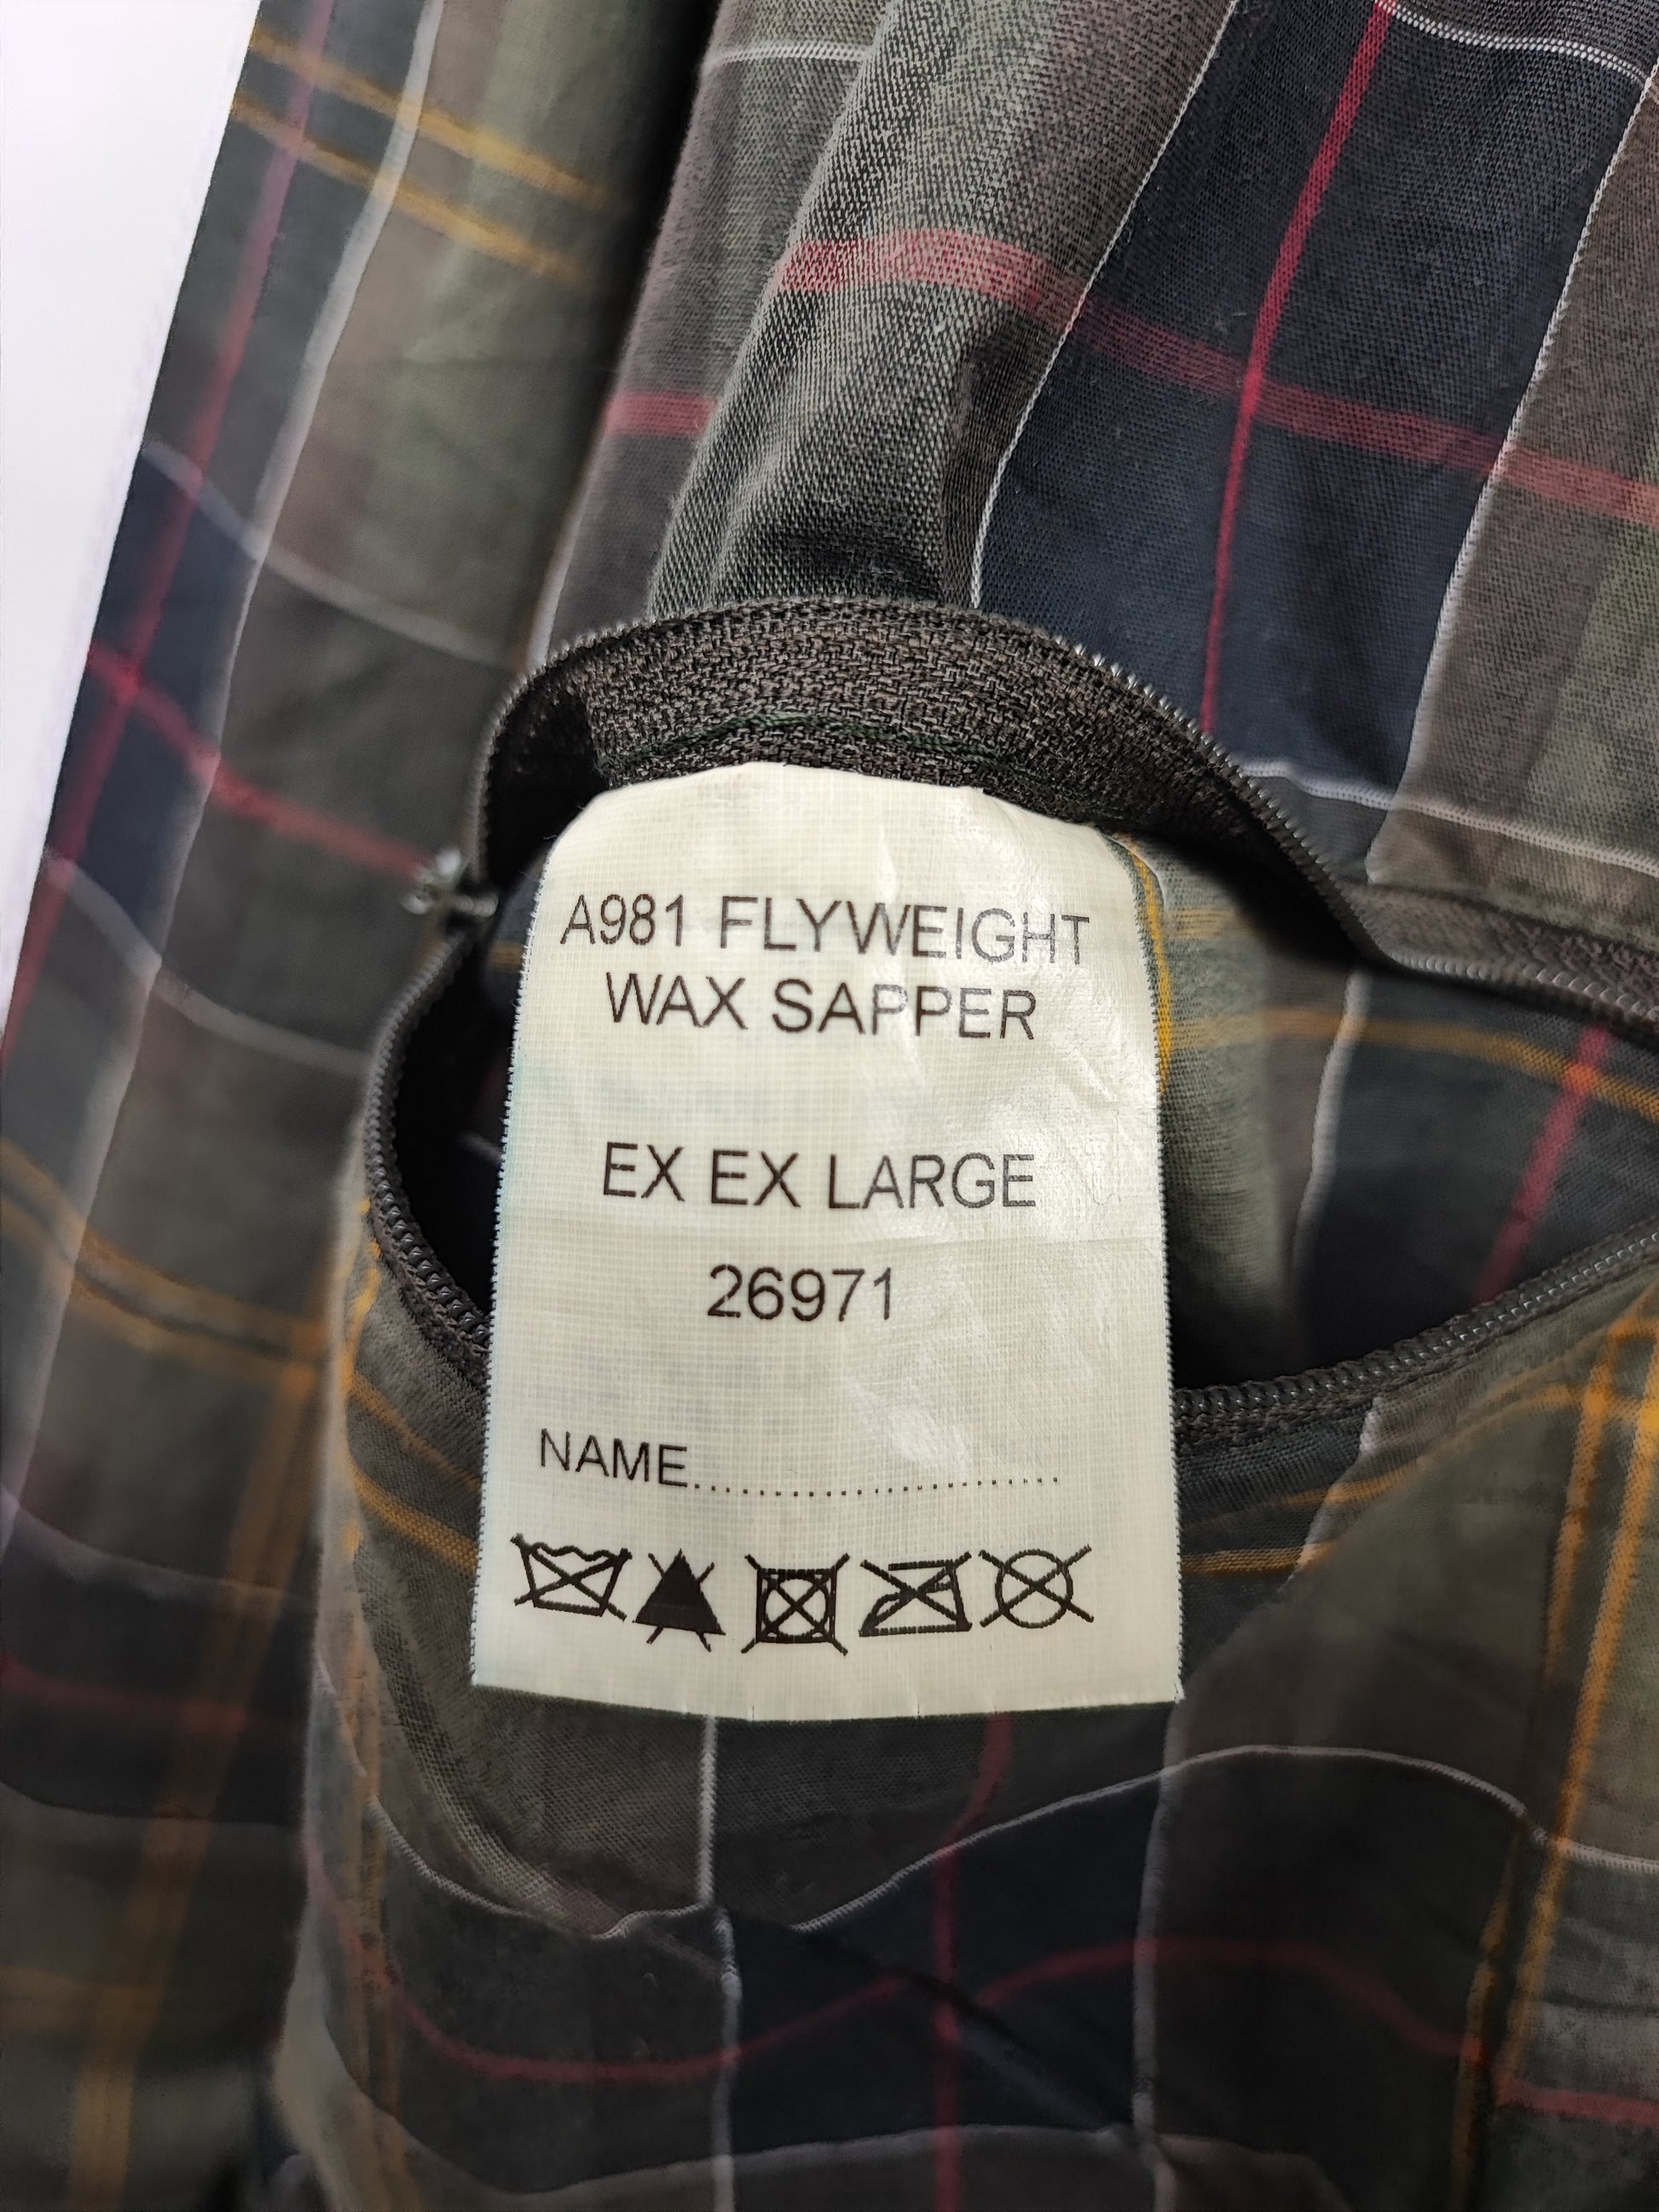 A981 FLYWEIGHT
WAX SAPPER
EX EX LARGE
26971
NAME......................................